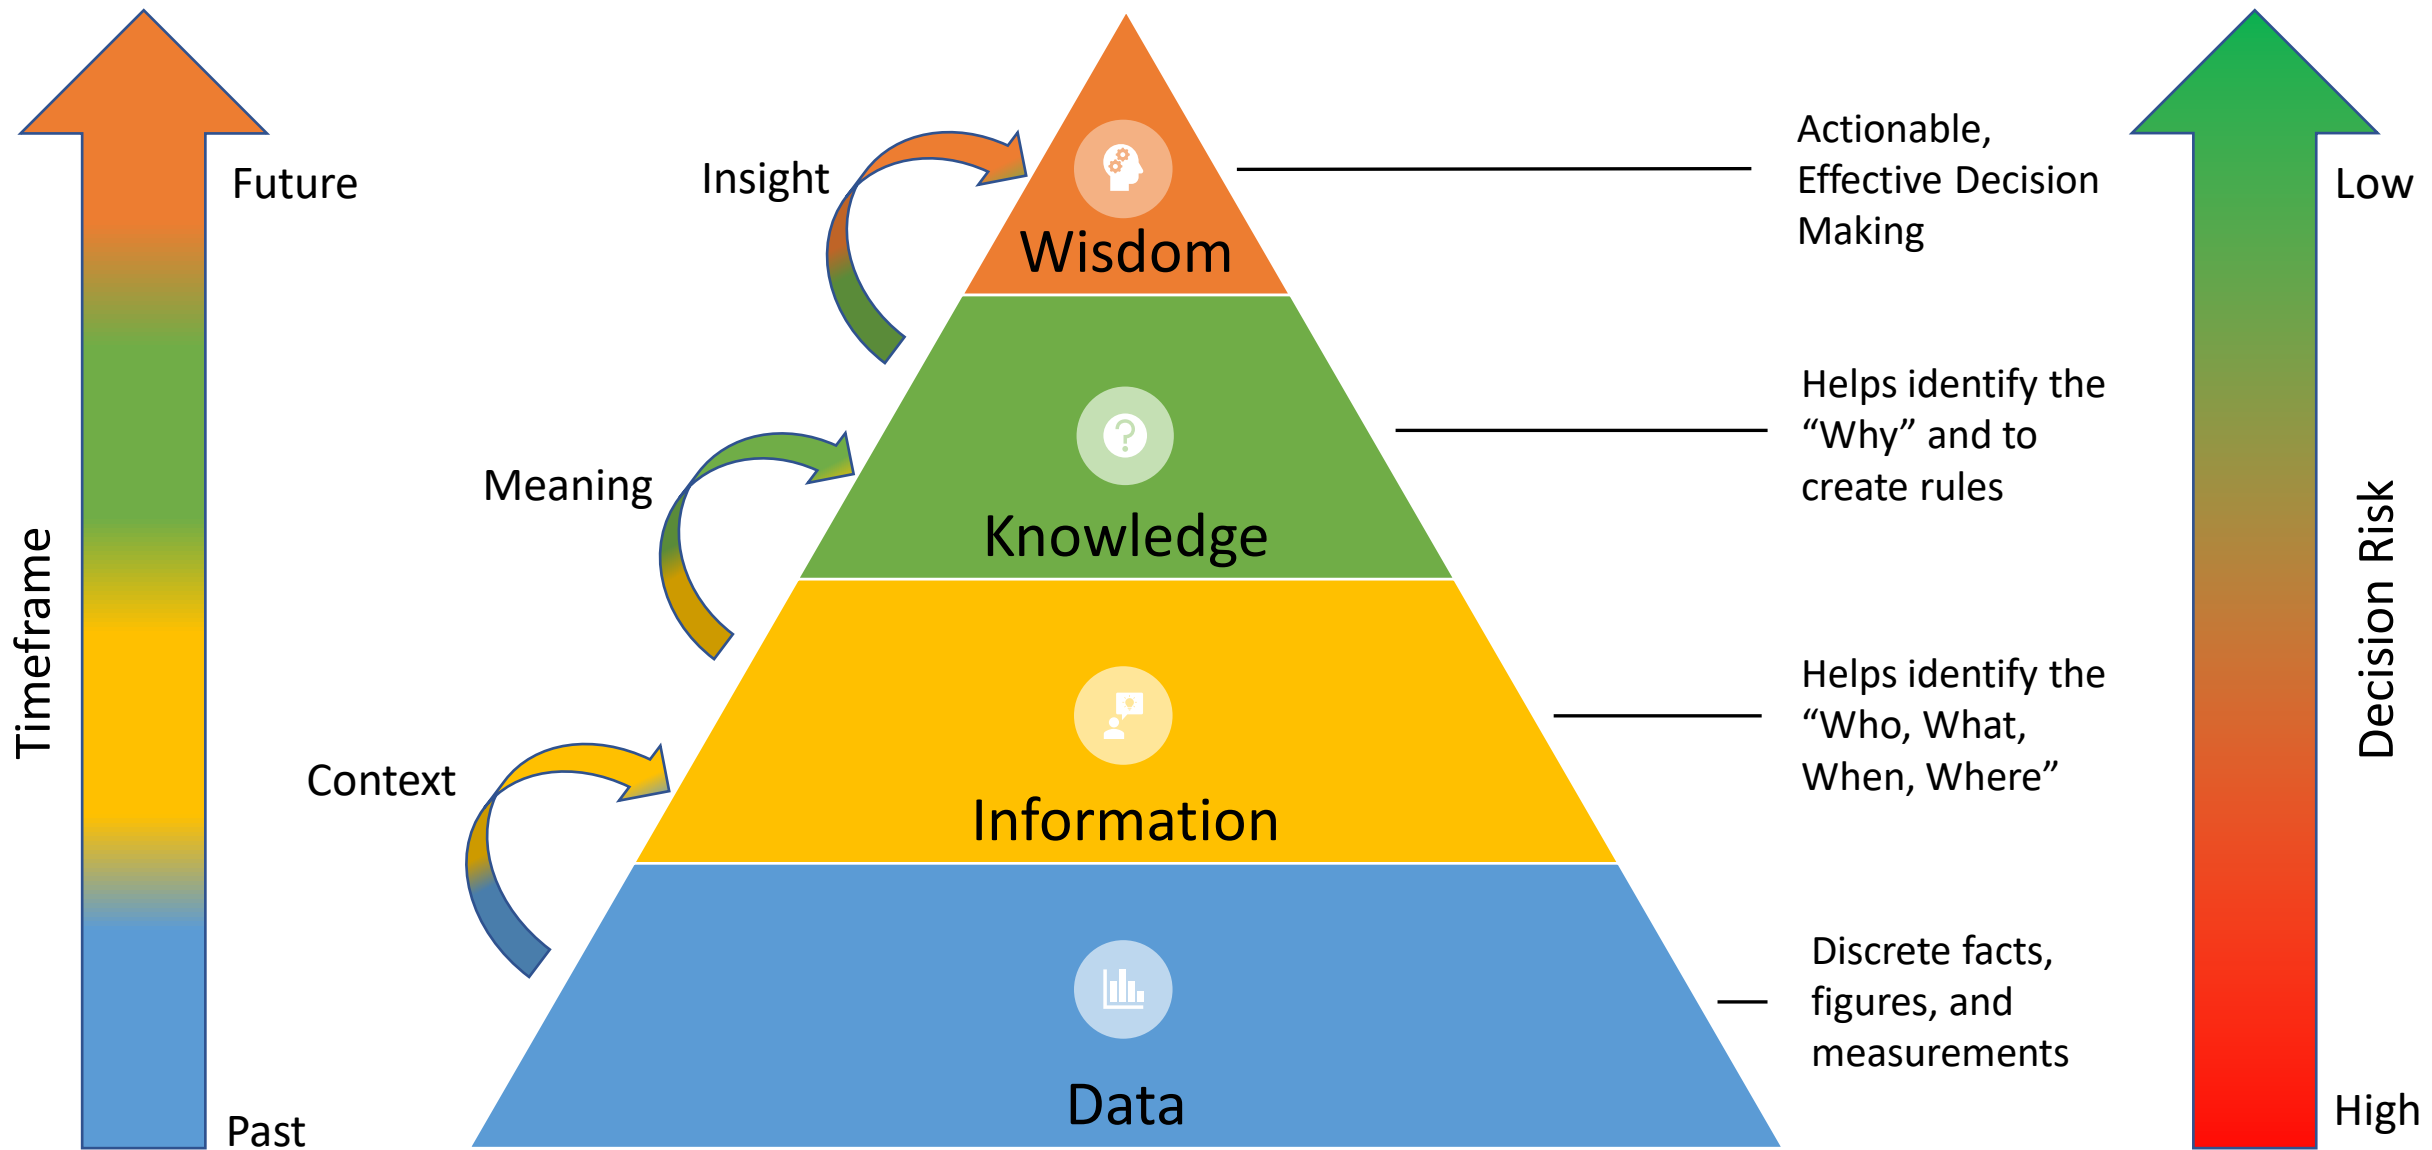 Future
Timeframe
Past
Insight
Meaning
Context
Wisdom
Knowledge
Information
Data
Actionable,
Effective Decision
Making
Helps identify the
“Why” and to
create rules
Helps identify the
“Who, What,
When, Where”
Discrete facts,
figures, and
measurements
Low
Decision Risk
High